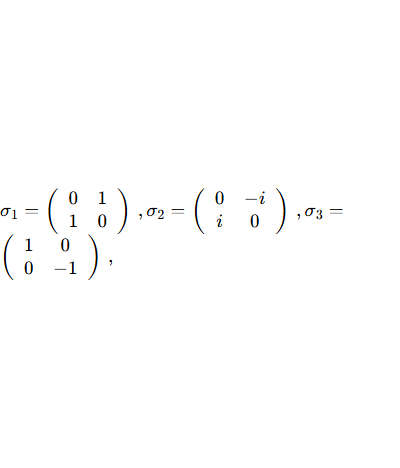 σ₁ = ( 0 1 ; 1 0 ) , σ₂ = ( 0 −i ; i 0 ) , σ₃ =
( 1 0 ; 0 −1 ) ,